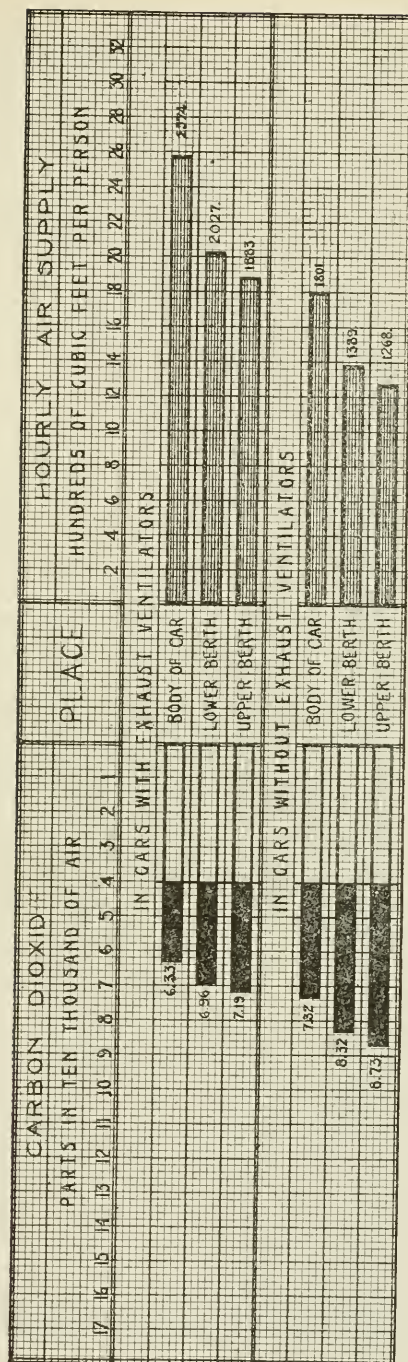 CARBON DIOXID PLACE HOURLY AIR SUPPLY
PARTS IN TEN THOUSAND OF AIR HUNDREDS OF CUBIC FEET PER PERSON
17 16 15 14 13 12 11 10 9 8 7 6 5 4 3 2 1 2 4 6 8 10 12 14 16 18 20 22 24 26 28 30 32
IN CARS WITH EXHAUST VENTILATORS
6.33 BODY OF CAR 2574.
6.96 LOWER BERTH 2027.
7.19 UPPER BERTH 1883.
IN CARS WITHOUT EXHAUST VENTILATORS
7.32 BODY OF CAR 1801.
8.32 LOWER BERTH 1389.
8.73 UPPER BERTH 1268.